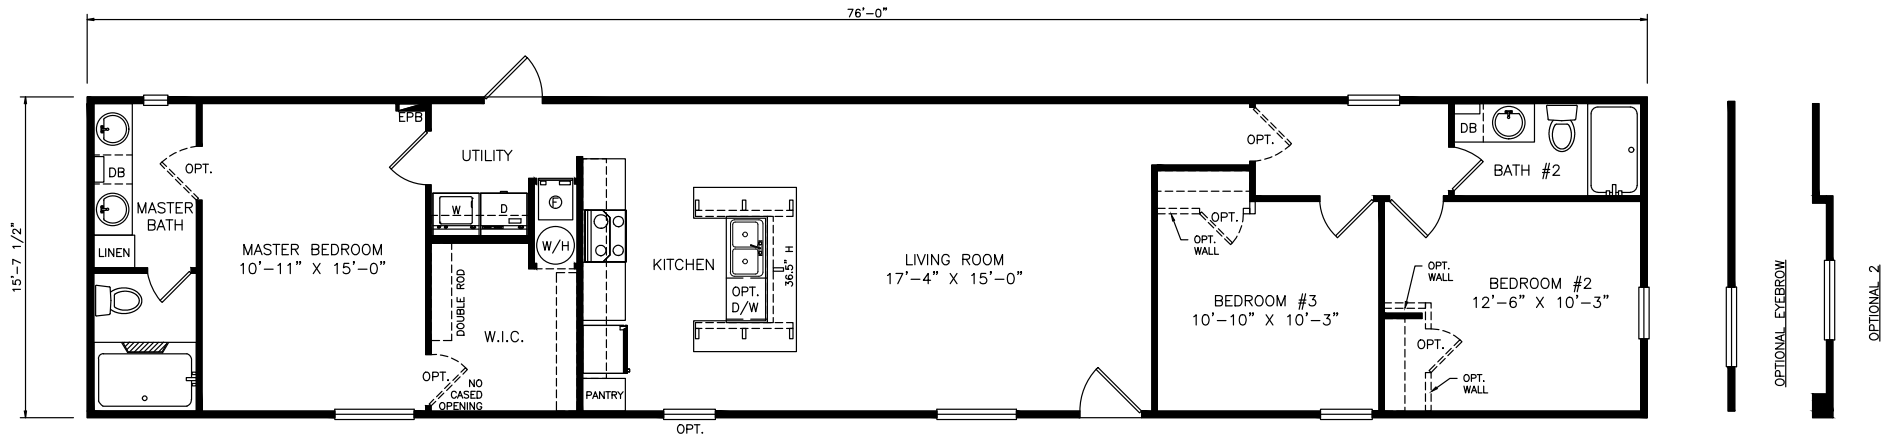 76'-0"
15'-7 1/2"
EPB
UTILITY
OPT.
DB
MASTER
BATH
LINEN
MASTER BEDROOM
10'-11" X 15'-0"
W
D
F
W/H
DOUBLE ROD
W.I.C.
OPT.
NO
CASED
OPENING
KITCHEN
OPT.
D/W
36.5" H
PANTRY
OPT.
LIVING ROOM
17'-4" X 15'-0"
OPT.
OPT.
OPT.
WALL
BEDROOM #3
10'-10" X 10'-3"
DB
BATH #2
OPT.
WALL
BEDROOM #2
12'-6" X 10'-3"
OPT.
OPT.
WALL
OPTIONAL EYEBROW
OPTIONAL 2